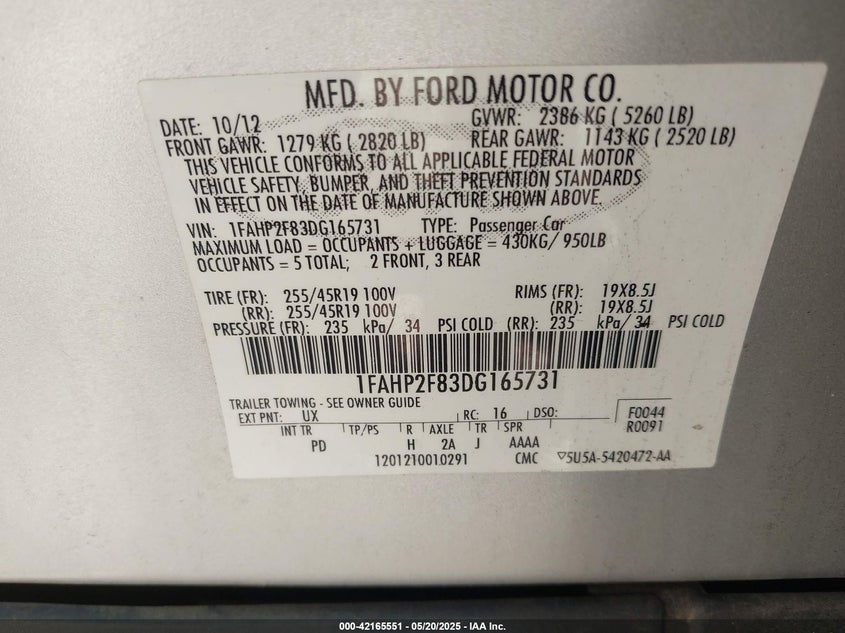 MFD. BY FORD MOTOR CO.
DATE: 10/12 GVWR: 2386 KG ( 5260 LB)
FRONT GAWR: 1279 KG ( 2820 LB) REAR GAWR: 1143 KG ( 2520 LB)
THIS VEHICLE CONFORMS TO ALL APPLICABLE FEDERAL MOTOR
VEHICLE SAFETY, BUMPER, AND THEFT PREVENTION STANDARDS
IN EFFECT ON THE DATE OF MANUFACTURE SHOWN ABOVE.
VIN: 1FAHP2F83DG165731 TYPE: Passenger Car
MAXIMUM LOAD = OCCUPANTS + LUGGAGE = 430KG/ 950LB
OCCUPANTS = 5 TOTAL; 2 FRONT, 3 REAR
TIRE (FR): 255/45R19 100V RIMS (FR): 19X8.5J
(RR): 255/45R19 100V (RR): 19X8.5J
PRESSURE (FR): 235 kPa/ 34 PSI COLD (RR): 235 kPa/ 34 PSI COLD
1FAHP2F83DG165731
TRAILER TOWING - SEE OWNER GUIDE
EXT PNT: UX RC: 16 DSO: F0044
R0091
INT TR TP/PS R AXLE TR SPR
PD H 2A J AAAA
1201210010291 CMC ▽5U5A-5420472-AA
000-42165551 — 05/20/2025 — IAA Inc.